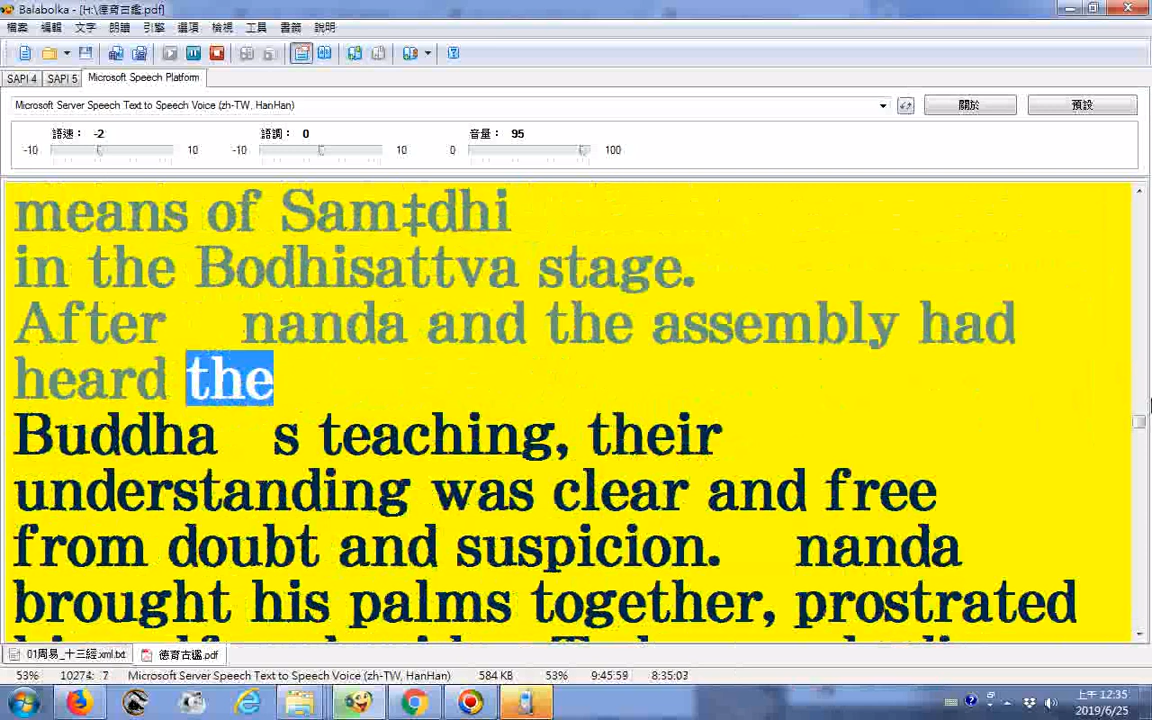 Balabolka - [H:\德育古鑑.pdf]
檔案 編輯 文字 朗讀 引擎 選項 檢視 工具 書籤 說明
SAPI 4 SAPI 5 Microsoft Speech Platform
Microsoft Server Speech Text to Speech Voice (zh-TW, HanHan) 關於 預設
語速： -2 語調： 0 音量： 95
-10 10 -10 10 0 100
means of Sam‡dhi
in the Bodhisattva stage.
After nanda and the assembly had
heard the
Buddha s teaching, their
understanding was clear and free
from doubt and suspicion. nanda
brought his palms together, prostrated
01周易_十三經.xml.txt 德育古鑑.pdf
53% 10274: 7 Microsoft Server Speech Text to Speech Voice (zh-TW, HanHan) 584 KB 53% 9:45:59 8:35:03
上午 12:35
2019/6/25